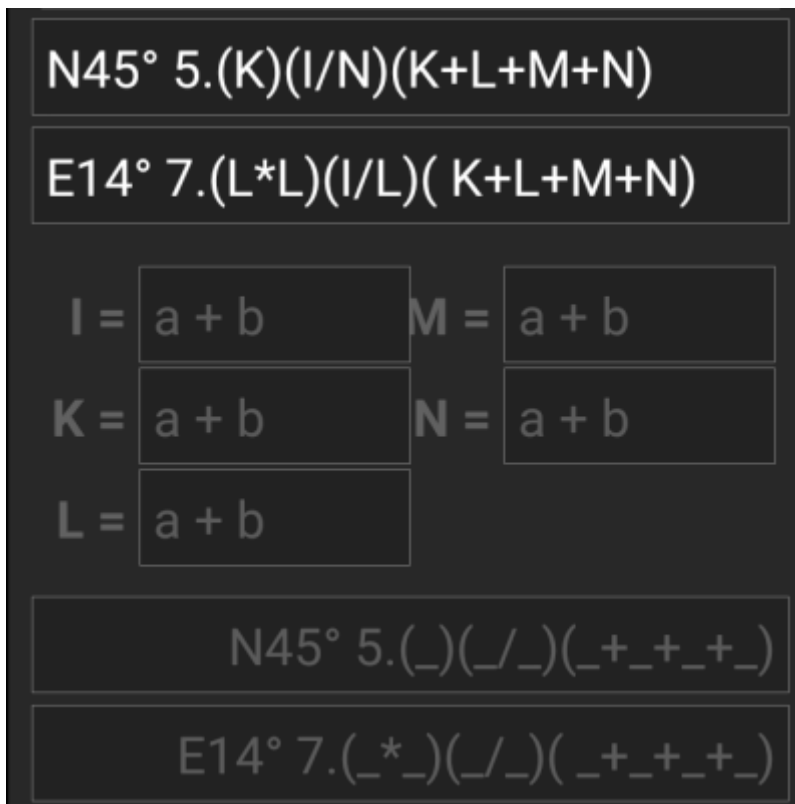 N45° 5.(K)(I/N)(K+L+M+N)
E14° 7.(L*L)(I/L)( K+L+M+N)
I = a + b M = a + b
K = a + b N = a + b
L = a + b
N45° 5.(_)(_/_)(_+_+_+_)
E14° 7.(_*_)(_/_)( _+_+_+_)